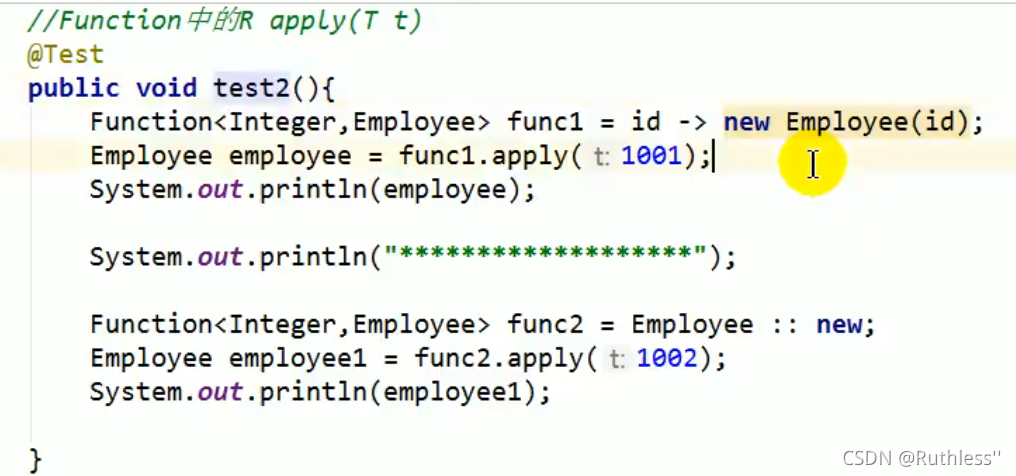 //Function中的R apply(T t)
@Test
public void test2(){
    Function<Integer,Employee> func1 = id -> new Employee(id);
    Employee employee = func1.apply( t: 1001);
    System.out.println(employee);
    System.out.println("*******************");
    Function<Integer,Employee> func2 = Employee :: new;
    Employee employee1 = func2.apply( t: 1002);
    System.out.println(employee1);
}
CSDN @Ruthless"